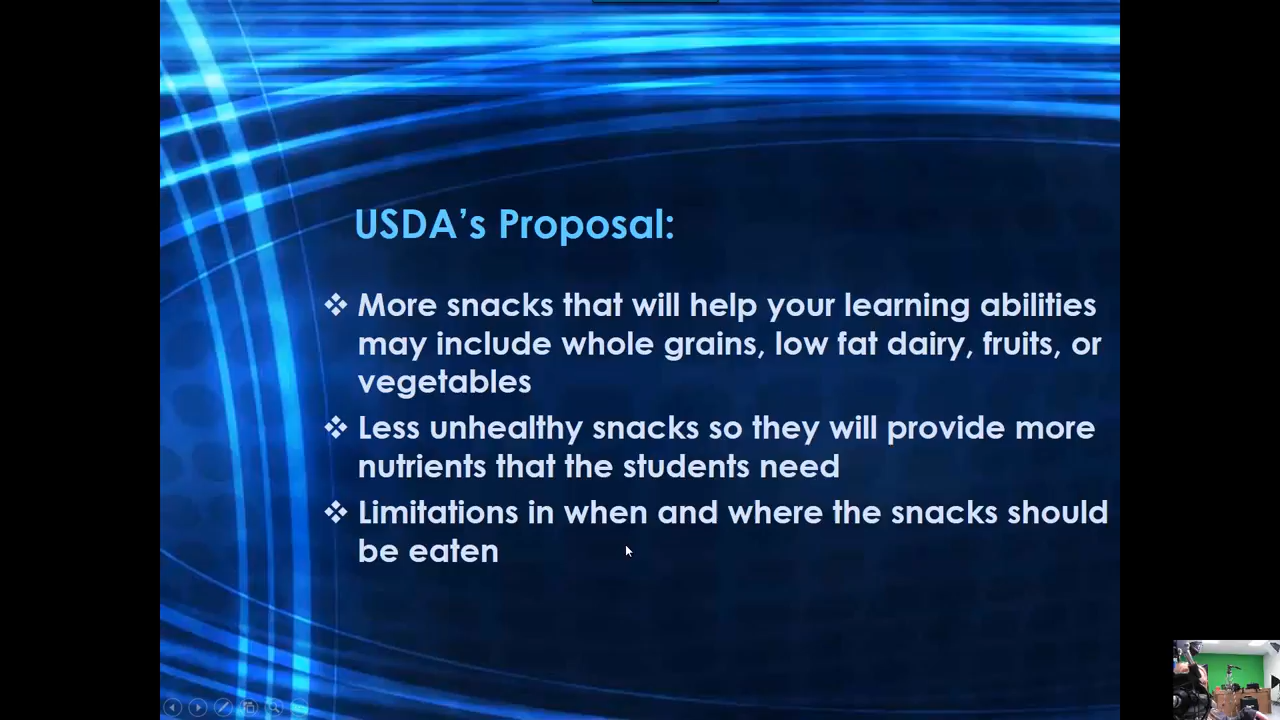 USDA’s Proposal:
❖ More snacks that will help your learning abilities
may include whole grains, low fat dairy, fruits, or
vegetables
❖ Less unhealthy snacks so they will provide more
nutrients that the students need
❖ Limitations in when and where the snacks should
be eaten